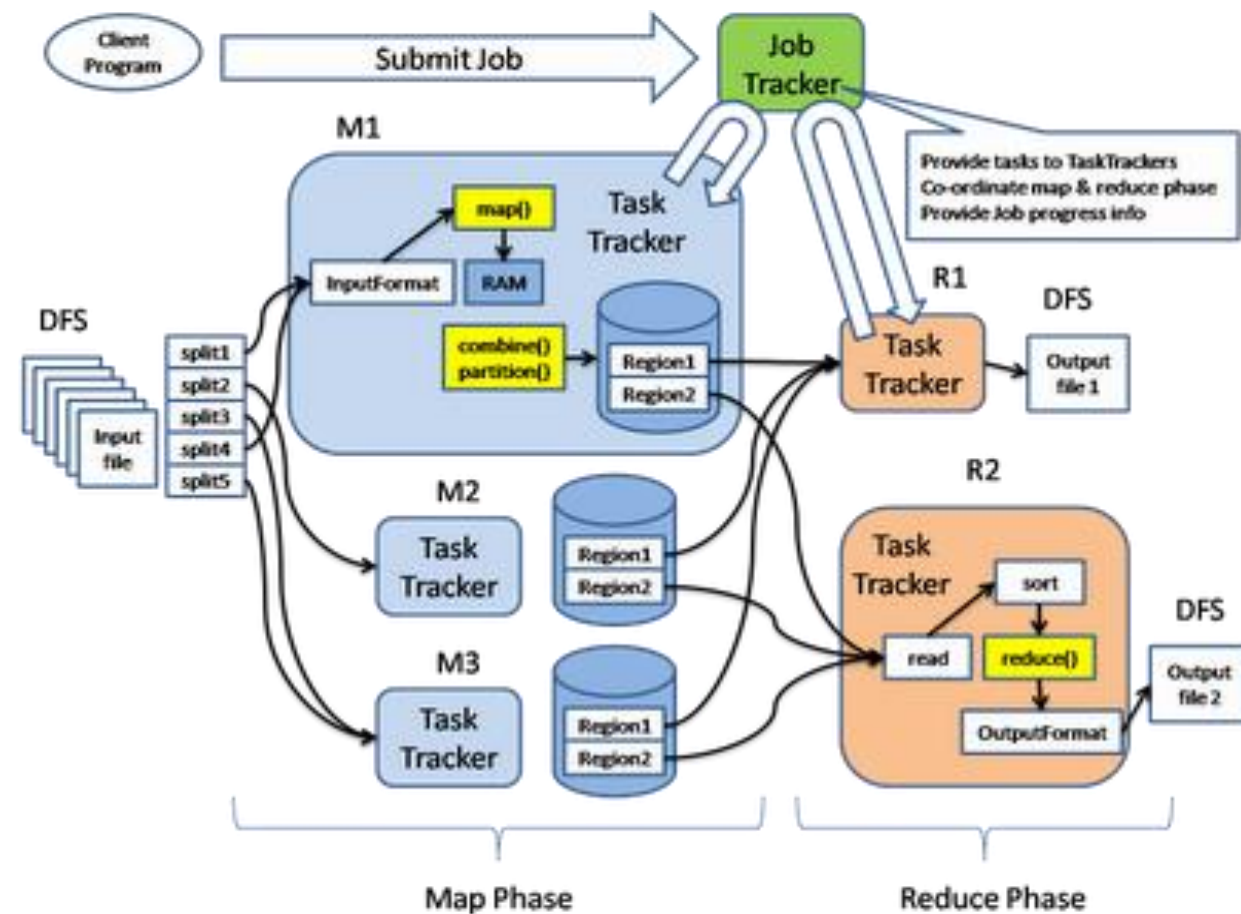 Client
Program
Submit Job
Job
Tracker
Provide tasks to TaskTrackers
Co-ordinate map & reduce phase
Provide Job progress info
M1
Task
Tracker
map()
InputFormat
RAM
combine()
partition()
Region1
Region2
DFS
Input
file
split1
split2
split3
split4
split5
M2
Task
Tracker
Region1
Region2
M3
Task
Tracker
Region1
Region2
R1
Task
Tracker
DFS
Output
file 1
R2
Task
Tracker
sort
read
reduce()
OutputFormat
DFS
Output
file 2
Map Phase
Reduce Phase